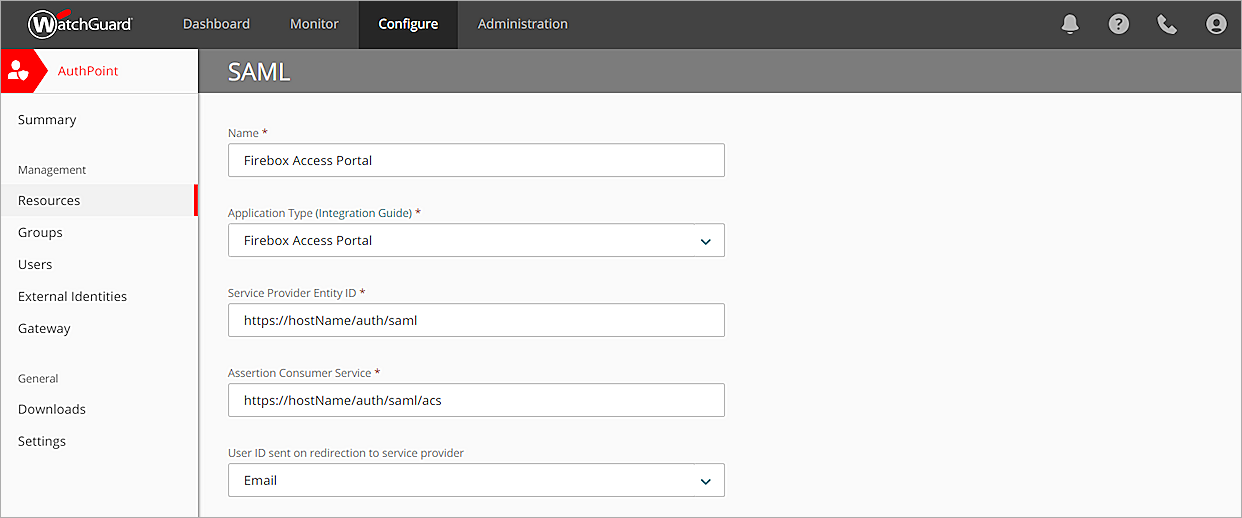 WatchGuard Dashboard Monitor Configure Administration
AuthPoint
SAML
Summary
Management
Resources
Groups
Users
External Identities
Gateway
General
Downloads
Settings
Name *
Firebox Access Portal
Application Type (Integration Guide) *
Firebox Access Portal
Service Provider Entity ID *
https://hostName/auth/saml
Assertion Consumer Service *
https://hostName/auth/saml/acs
User ID sent on redirection to service provider
Email